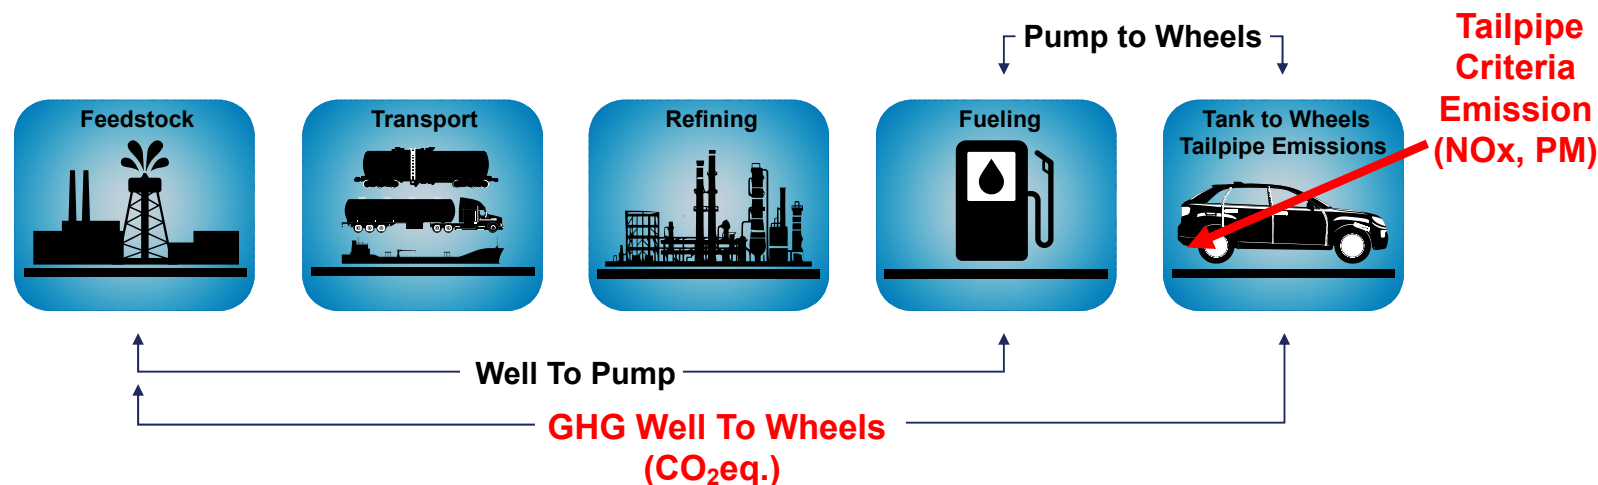 Pump to Wheels
Tailpipe
Criteria
Emission
(NOx, PM)
Feedstock
Transport
Refining
Fueling
Tank to Wheels
Tailpipe Emissions
Well To Pump
GHG Well To Wheels
(CO₂eq.)